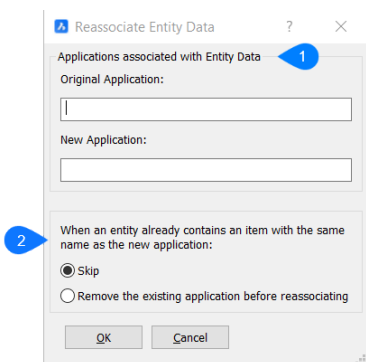 Reassociate Entity Data ? ×
Applications associated with Entity Data 1
Original Application:
New Application:
2
When an entity already contains an item with the same
name as the new application:
Skip
Remove the existing application before reassociating
OK Cancel